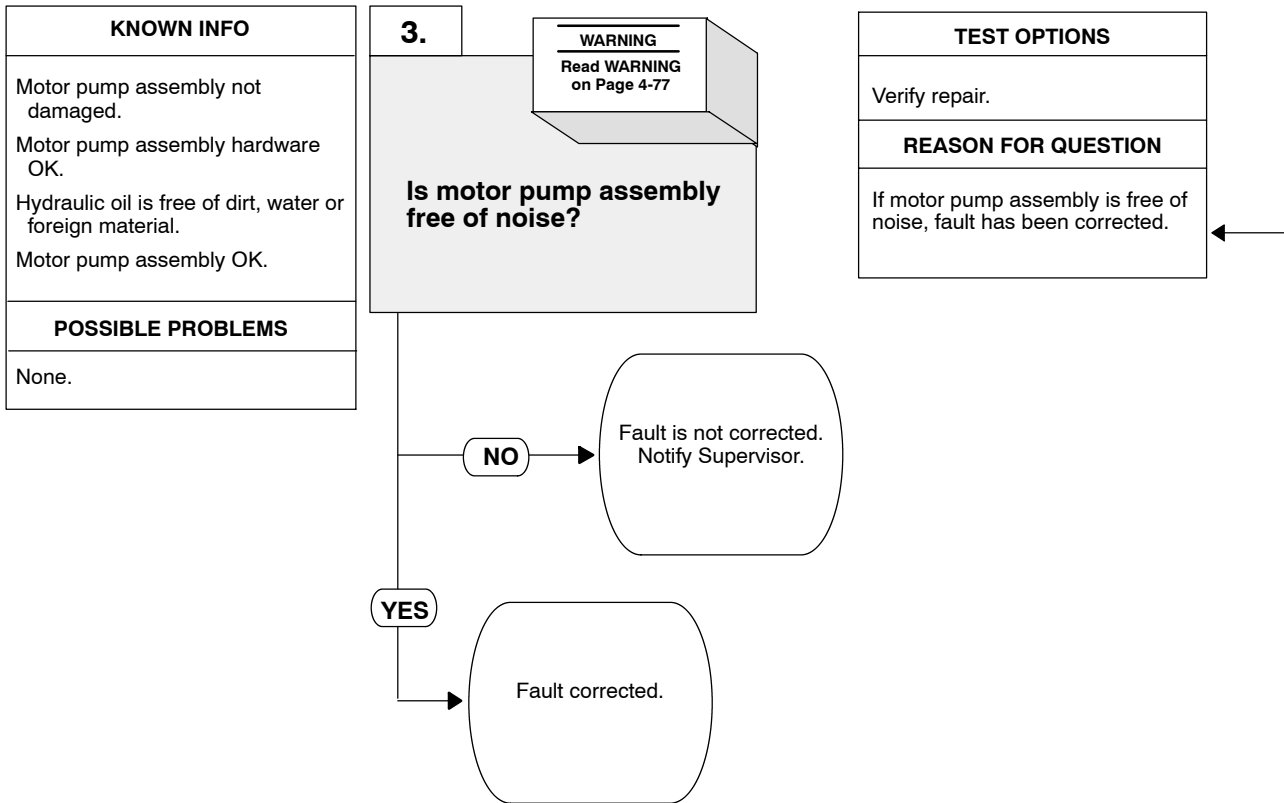 KNOWN INFO
Motor pump assembly not
damaged.
Motor pump assembly hardware
OK.
Hydraulic oil is free of dirt, water or
foreign material.
Motor pump assembly OK.
POSSIBLE PROBLEMS
None.
3.
WARNING
Read WARNING
on Page 4-77
Is motor pump assembly
free of noise?
TEST OPTIONS
Verify repair.
REASON FOR QUESTION
If motor pump assembly is free of
noise, fault has been corrected.
NO
Fault is not corrected.
Notify Supervisor.
YES
Fault corrected.